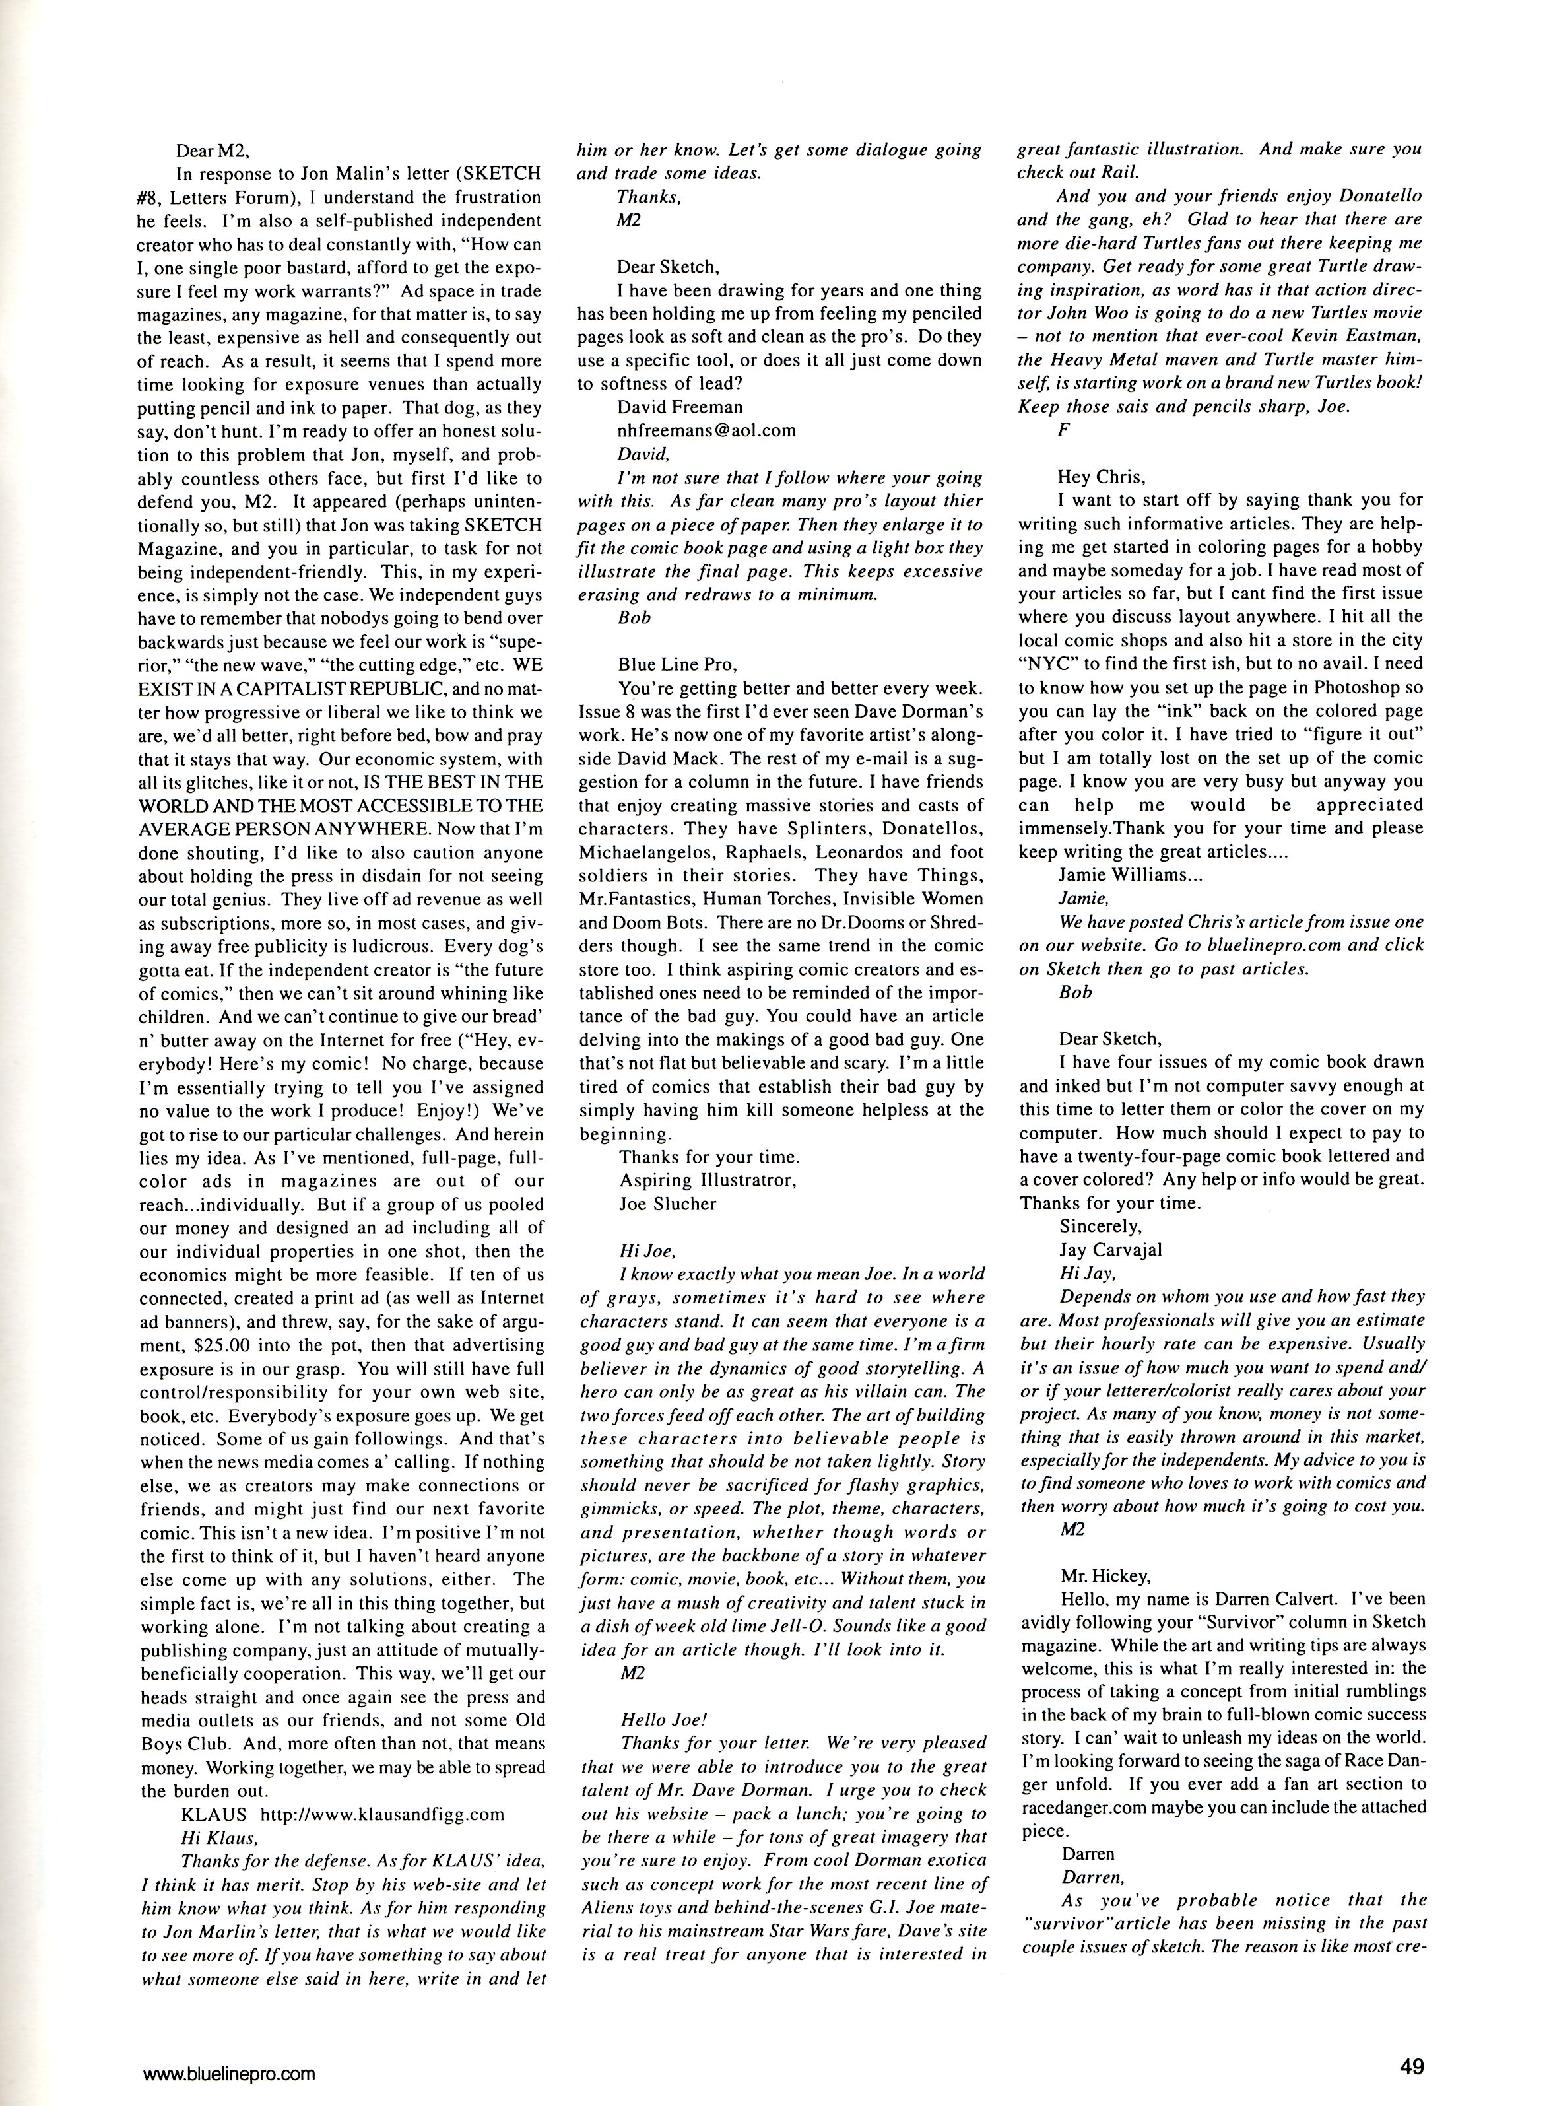 Dear M2,
In response to Jon Malin's letter (SKETCH
#8, Letters Forum), I understand the frustration
he feels. I'm also a self-published independent
creator who has to deal constantly with, "How can
I, one single poor bastard, afford to get the expo-
sure I feel my work warrants?" Ad space in trade
magazines, any magazine, for that matter is, to say
the least, expensive as hell and consequently out
of reach. As a result, it seems that I spend more
time looking for exposure venues than actually
putting pencil and ink to paper. That dog, as they
say, don't hunt. I'm ready to offer an honest solu-
tion to this problem that Jon, myself, and prob-
ably countless others face, but first I'd like to
defend you, M2. It appeared (perhaps uninten-
tionally so, but still) that Jon was taking SKETCH
Magazine, and you in particular, to task for not
being independent-friendly. This, in my experi-
ence, is simply not the case. We independent guys
have to remember that nobodys going to bend over
backwards just because we feel our work is "supe-
rior," "the new wave," "the cutting edge," etc. WE
EXIST IN A CAPITALIST REPUBLIC, and no mat-
ter how progressive or liberal we like to think we
are, we'd all better, right before bed, bow and pray
that it stays that way. Our economic system, with
all its glitches, like it or not, IS THE BEST IN THE
WORLD AND THE MOST ACCESSIBLE TO THE
AVERAGE PERSON ANYWHERE. Now that I'm
done shouting, I'd like to also caution anyone
about holding the press in disdain for not seeing
our total genius. They live off ad revenue as well
as subscriptions, more so, in most cases, and giv-
ing away free publicity is ludicrous. Every dog's
gotta eat. If the independent creator is "the future
of comics," then we can't sit around whining like
children. And we can't continue to give our bread'
n' butter away on the Internet for free ("Hey, ev-
erybody! Here's my comic! No charge, because
I'm essentially trying to tell you I've assigned
no value to the work I produce! Enjoy!) We've
got to rise to our particular challenges. And herein
lies my idea. As I've mentioned, full-page, full-
color ads in magazines are out of our
reach...individually. But if a group of us pooled
our money and designed an ad including all of
our individual properties in one shot, then the
economics might be more feasible. If ten of us
connected, created a print ad (as well as Internet
ad banners), and threw, say, for the sake of argu-
ment, $25.00 into the pot, then that advertising
exposure is in our grasp. You will still have full
control/responsibility for your own web site,
book, etc. Everybody's exposure goes up. We get
noticed. Some of us gain followings. And that's
when the news media comes a' calling. If nothing
else, we as creators may make connections or
friends, and might just find our next favorite
comic. This isn't a new idea. I'm positive I'm not
the first to think of it, but I haven't heard anyone
else come up with any solutions, either. The
simple fact is, we're all in this thing together, but
working alone. I'm not talking about creating a
publishing company, just an attitude of mutually-
beneficially cooperation. This way, we'll get our
heads straight and once again see the press and
media outlets as our friends, and not some Old
Boys Club. And, more often than not, that means
money. Working together, we may be able to spread
the burden out.
KLAUS http://www.klausandfigg.com
Hi Klaus,
Thanks for the defense. As for KLAUS' idea,
I think it has merit. Stop by his web-site and let
him know what you think. As for him responding
to Jon Marlin's letter, that is what we would like
to see more of. If you have something to say about
what someone else said in here, write in and let
him or her know. Let's get some dialogue going
and trade some ideas.
Thanks,
M2
Dear Sketch,
I have been drawing for years and one thing
has been holding me up from feeling my penciled
pages look as soft and clean as the pro's. Do they
use a specific tool, or does it all just come down
to softness of lead?
David Freeman
nhfreemans@aol.com
David,
I'm not sure that I follow where your going
with this. As far clean many pro's layout thier
pages on a piece of paper. Then they enlarge it to
fit the comic book page and using a light box they
illustrate the final page. This keeps excessive
erasing and redraws to a minimum.
Bob
Blue Line Pro,
You're getting better and better every week.
Issue 8 was the first I'd ever seen Dave Dorman's
work. He's now one of my favorite artist's along-
side David Mack. The rest of my e-mail is a sug-
gestion for a column in the future. I have friends
that enjoy creating massive stories and casts of
characters. They have Splinters, Donatellos,
Michaelangelos, Raphaels, Leonardos and foot
soldiers in their stories. They have Things,
Mr.Fantastics, Human Torches, Invisible Women
and Doom Bots. There are no Dr.Dooms or Shred-
ders though. I see the same trend in the comic
store too. I think aspiring comic creators and es-
tablished ones need to be reminded of the impor-
tance of the bad guy. You could have an article
delving into the makings of a good bad guy. One
that's not flat but believable and scary. I'm a little
tired of comics that establish their bad guy by
simply having him kill someone helpless at the
beginning.
Thanks for your time.
Aspiring Illustratror,
Joe Slucher
Hi Joe,
I know exactly what you mean Joe. In a world
of grays, sometimes it's hard to see where
characters stand. It can seem that everyone is a
good guy and bad guy at the same time. I'm a firm
believer in the dynamics of good storytelling. A
hero can only be as great as his villain can. The
two forces feed off each other. The art of building
these characters into believable people is
something that should be not taken lightly. Story
should never be sacrificed for flashy graphics,
gimmicks, or speed. The plot, theme, characters,
and presentation, whether though words or
pictures, are the backbone of a story in whatever
form: comic, movie, book, etc... Without them, you
just have a mush of creativity and talent stuck in
a dish of week old lime Jell-O. Sounds like a good
idea for an article though. I'll look into it.
M2
Hello Joe!
Thanks for your letter. We're very pleased
that we were able to introduce you to the great
talent of Mr. Dave Dorman. I urge you to check
out his website – pack a lunch; you're going to
be there a while – for tons of great imagery that
you're sure to enjoy. From cool Dorman exotica
such as concept work for the most recent line of
Aliens toys and behind-the-scenes G.I. Joe mate-
rial to his mainstream Star Wars fare, Dave's site
is a real treat for anyone that is interested in
great fantastic illustration. And make sure you
check out Rail.
And you and your friends enjoy Donatello
and the gang, eh? Glad to hear that there are
more die-hard Turtles fans out there keeping me
company. Get ready for some great Turtle draw-
ing inspiration, as word has it that action direc-
tor John Woo is going to do a new Turtles movie
– not to mention that ever-cool Kevin Eastman,
the Heavy Metal maven and Turtle master him-
self, is starting work on a brand new Turtles book!
Keep those sais and pencils sharp, Joe.
F
Hey Chris,
I want to start off by saying thank you for
writing such informative articles. They are help-
ing me get started in coloring pages for a hobby
and maybe someday for a job. I have read most of
your articles so far, but I cant find the first issue
where you discuss layout anywhere. I hit all the
local comic shops and also hit a store in the city
"NYC" to find the first ish, but to no avail. I need
to know how you set up the page in Photoshop so
you can lay the "ink" back on the colored page
after you color it. I have tried to "figure it out"
but I am totally lost on the set up of the comic
page. I know you are very busy but anyway you
can help me would be appreciated
immensely.Thank you for your time and please
keep writing the great articles....
Jamie Williams...
Jamie,
We have posted Chris's article from issue one
on our website. Go to bluelinepro.com and click
on Sketch then go to past articles.
Bob
Dear Sketch,
I have four issues of my comic book drawn
and inked but I'm not computer savvy enough at
this time to letter them or color the cover on my
computer. How much should I expect to pay to
have a twenty-four-page comic book lettered and
a cover colored? Any help or info would be great.
Thanks for your time.
Sincerely,
Jay Carvajal
Hi Jay,
Depends on whom you use and how fast they
are. Most professionals will give you an estimate
but their hourly rate can be expensive. Usually
it's an issue of how much you want to spend and/
or if your letterer/colorist really cares about your
project. As many of you know, money is not some-
thing that is easily thrown around in this market,
especially for the independents. My advice to you is
to find someone who loves to work with comics and
then worry about how much it's going to cost you.
M2
Mr. Hickey,
Hello, my name is Darren Calvert. I've been
avidly following your "Survivor" column in Sketch
magazine. While the art and writing tips are always
welcome, this is what I'm really interested in: the
process of taking a concept from initial rumblings
in the back of my brain to full-blown comic success
story. I can' wait to unleash my ideas on the world.
I'm looking forward to seeing the saga of Race Dan-
ger unfold. If you ever add a fan art section to
racedanger.com maybe you can include the attached
piece.
Darren
Darren,
As you've probable notice that the
"survivor"article has been missing in the past
couple issues of sketch. The reason is like most cre-
www.bluelinepro.com
49